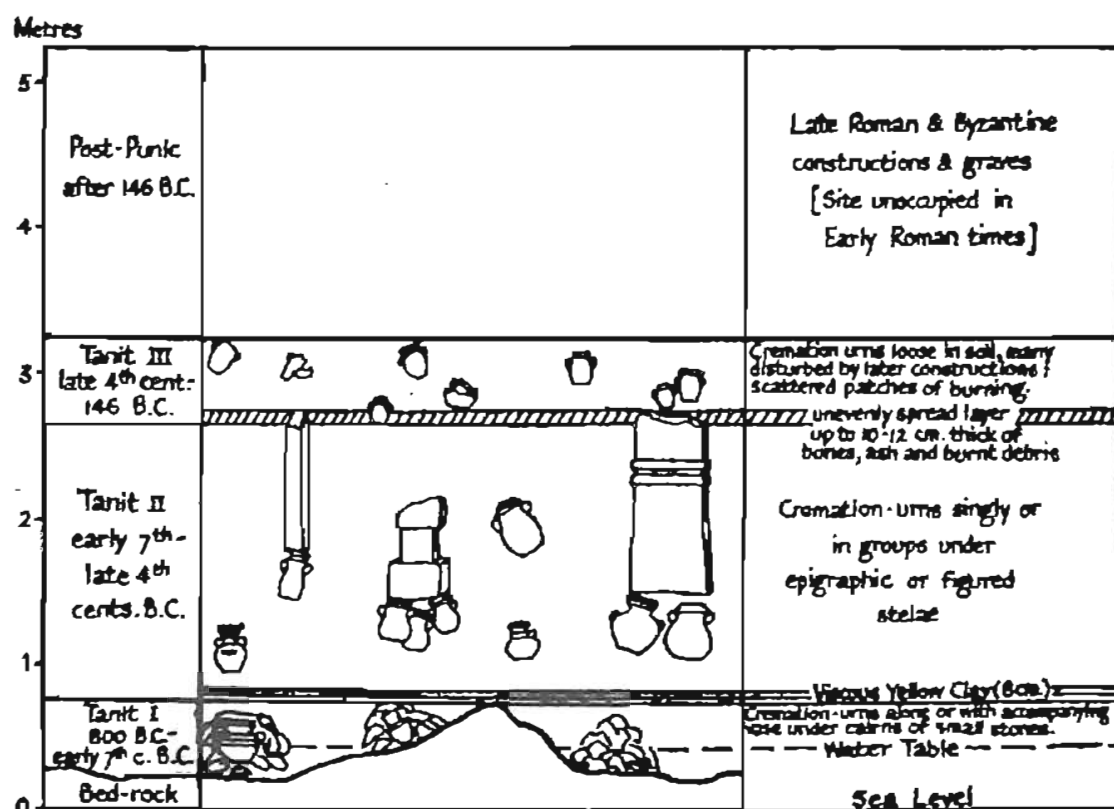 Metres
5
4
3
2
1
0
Post-Punic
after 146 B.C.
Late Roman & Byzantine
constructions & graves
[Site unoccupied in
Early Roman times]
Tanit III
late 4th cent.-
146 B.C.
Cremation urns loose in soil, many
disturbed by later constructions;
scattered patches of burning.
unevenly spread layer
up to 10-12 cm. thick of
bones, ash and burnt debris
Tanit II
early 7th-
late 4th
cents. B.C.
Cremation-urns singly or
in groups under
epigraphic or figured
stelae
Viscous Yellow Clay
Tanit I
800 B.C.-
early 7th c. B.C.
Cremation-urns along or with accompanying
vase under cairns of small stones.
Water Table
Bed-rock
Sea Level